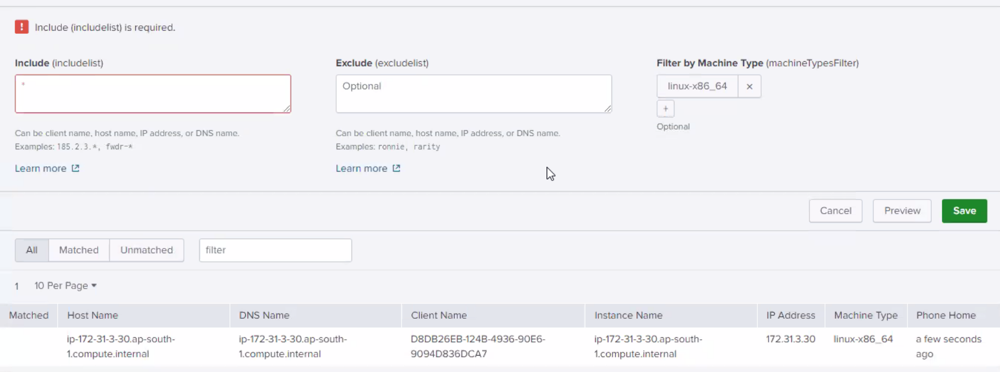 ! Include (includelist) is required.
Include (includelist)
*
Can be client name, host name, IP address, or DNS name.
Examples: 185.2.3.*, fwdr-*
Learn more
Exclude (excludelist)
Optional
Can be client name, host name, IP address, or DNS name.
Examples: ronnie, rarity
Learn more
Filter by Machine Type (machineTypesFilter)
linux-x86_64 ×
+
Optional
Cancel Preview Save
All Matched Unmatched filter
1 10 Per Page
Matched Host Name DNS Name Client Name Instance Name IP Address Machine Type Phone Home
ip-172-31-3-30.ap-south- ip-172-31-3-30.ap-south- D8DB26EB-124B-4936-90E6- ip-172-31-3-30.ap-south- 172.31.3.30 linux-x86_64 a few seconds
1.compute.internal 1.compute.internal 9094D836DCA7 1.compute.internal ago